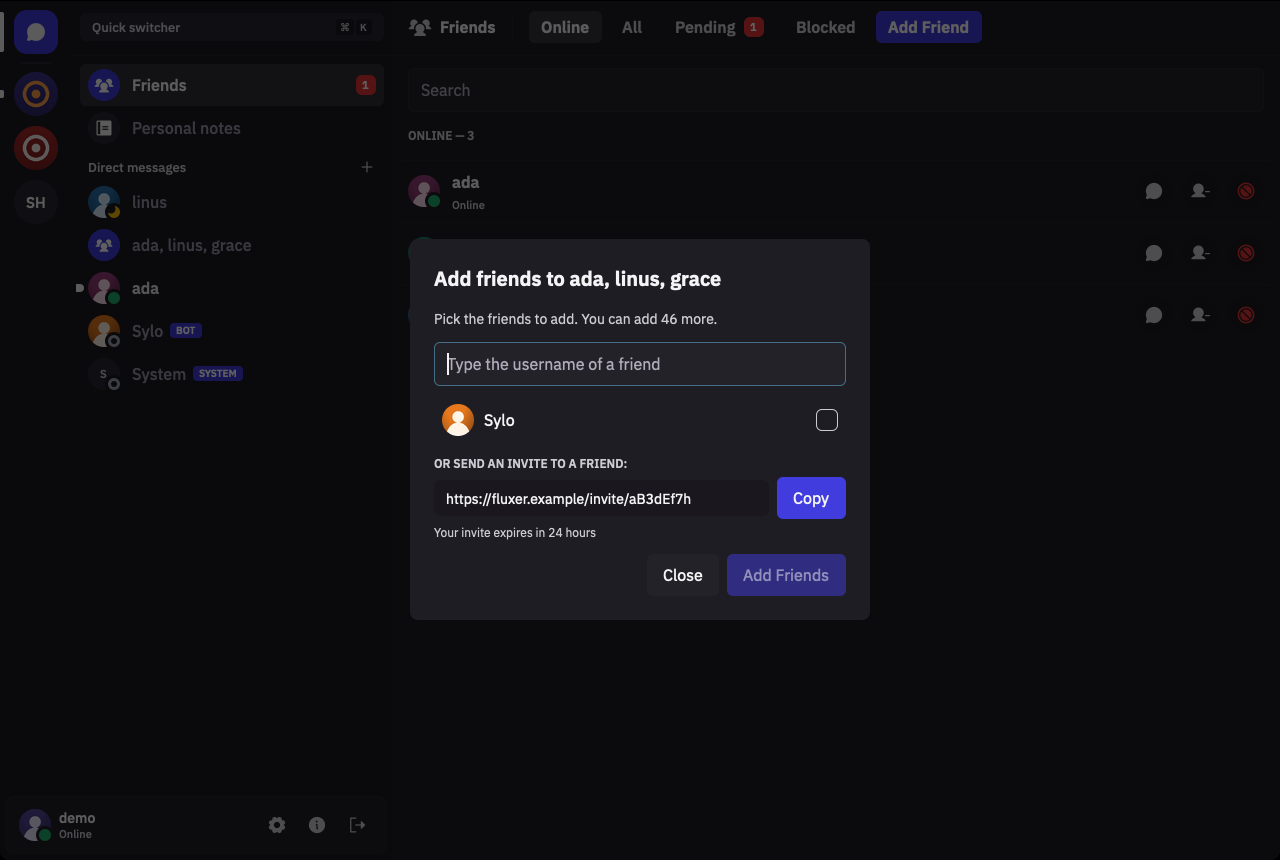 Quick switcher
⌘ K
Friends
Online
All
Pending
1
Blocked
Add Friend
Friends
1
Personal notes
Direct messages
SH
linus
ada, linus, grace
ada
Sylo
BOT
S
System
SYSTEM
Search
ONLINE — 3
ada
Online
Add friends to ada, linus, grace
Pick the friends to add. You can add 46 more.
Type the username of a friend
Sylo
OR SEND AN INVITE TO A FRIEND:
https://fluxer.example/invite/aB3dEf7h
Copy
Your invite expires in 24 hours
Close
Add Friends
demo
Online